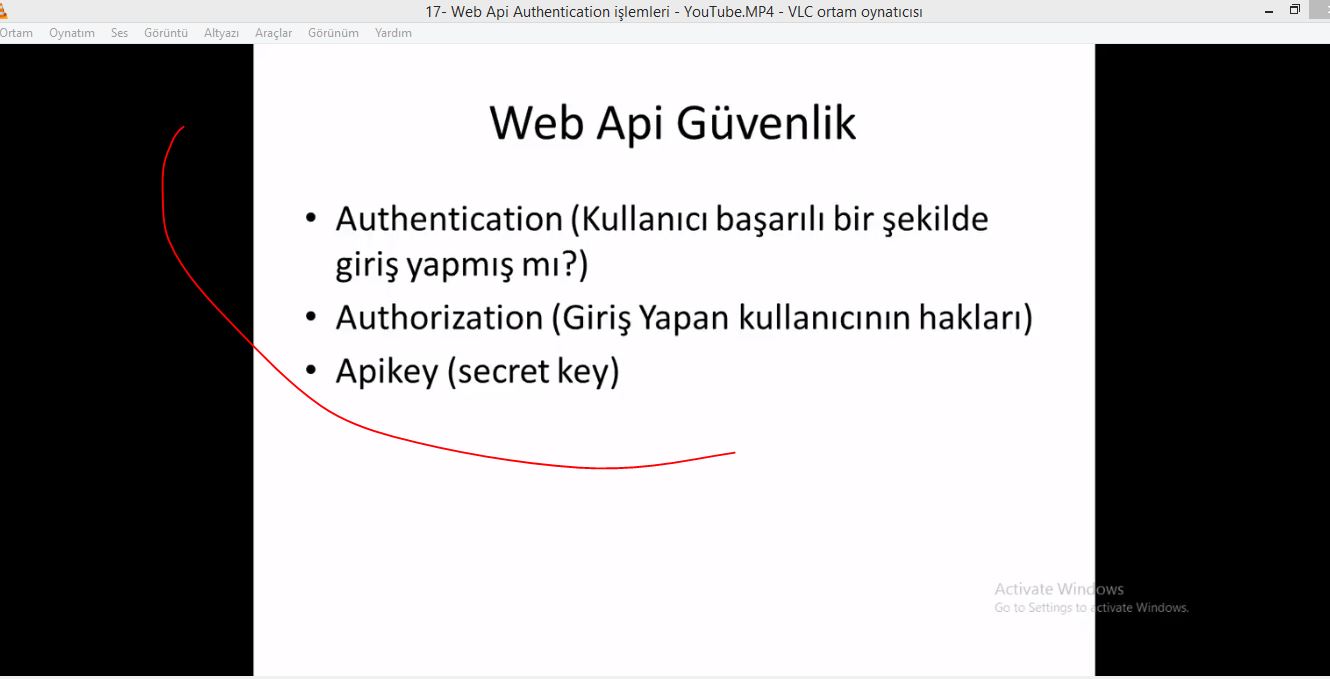 17- Web Api Authentication işlemleri - YouTube.MP4 - VLC ortam oynatıcısı
Ortam Oynatım Ses Görüntü Altyazı Araçlar Görünüm Yardım
Web Api Güvenlik
• Authentication (Kullanıcı başarılı bir şekilde
giriş yapmış mı?)
• Authorization (Giriş Yapan kullanıcının hakları)
• Apikey (secret key)
Activate Windows
Go to Settings to activate Windows.